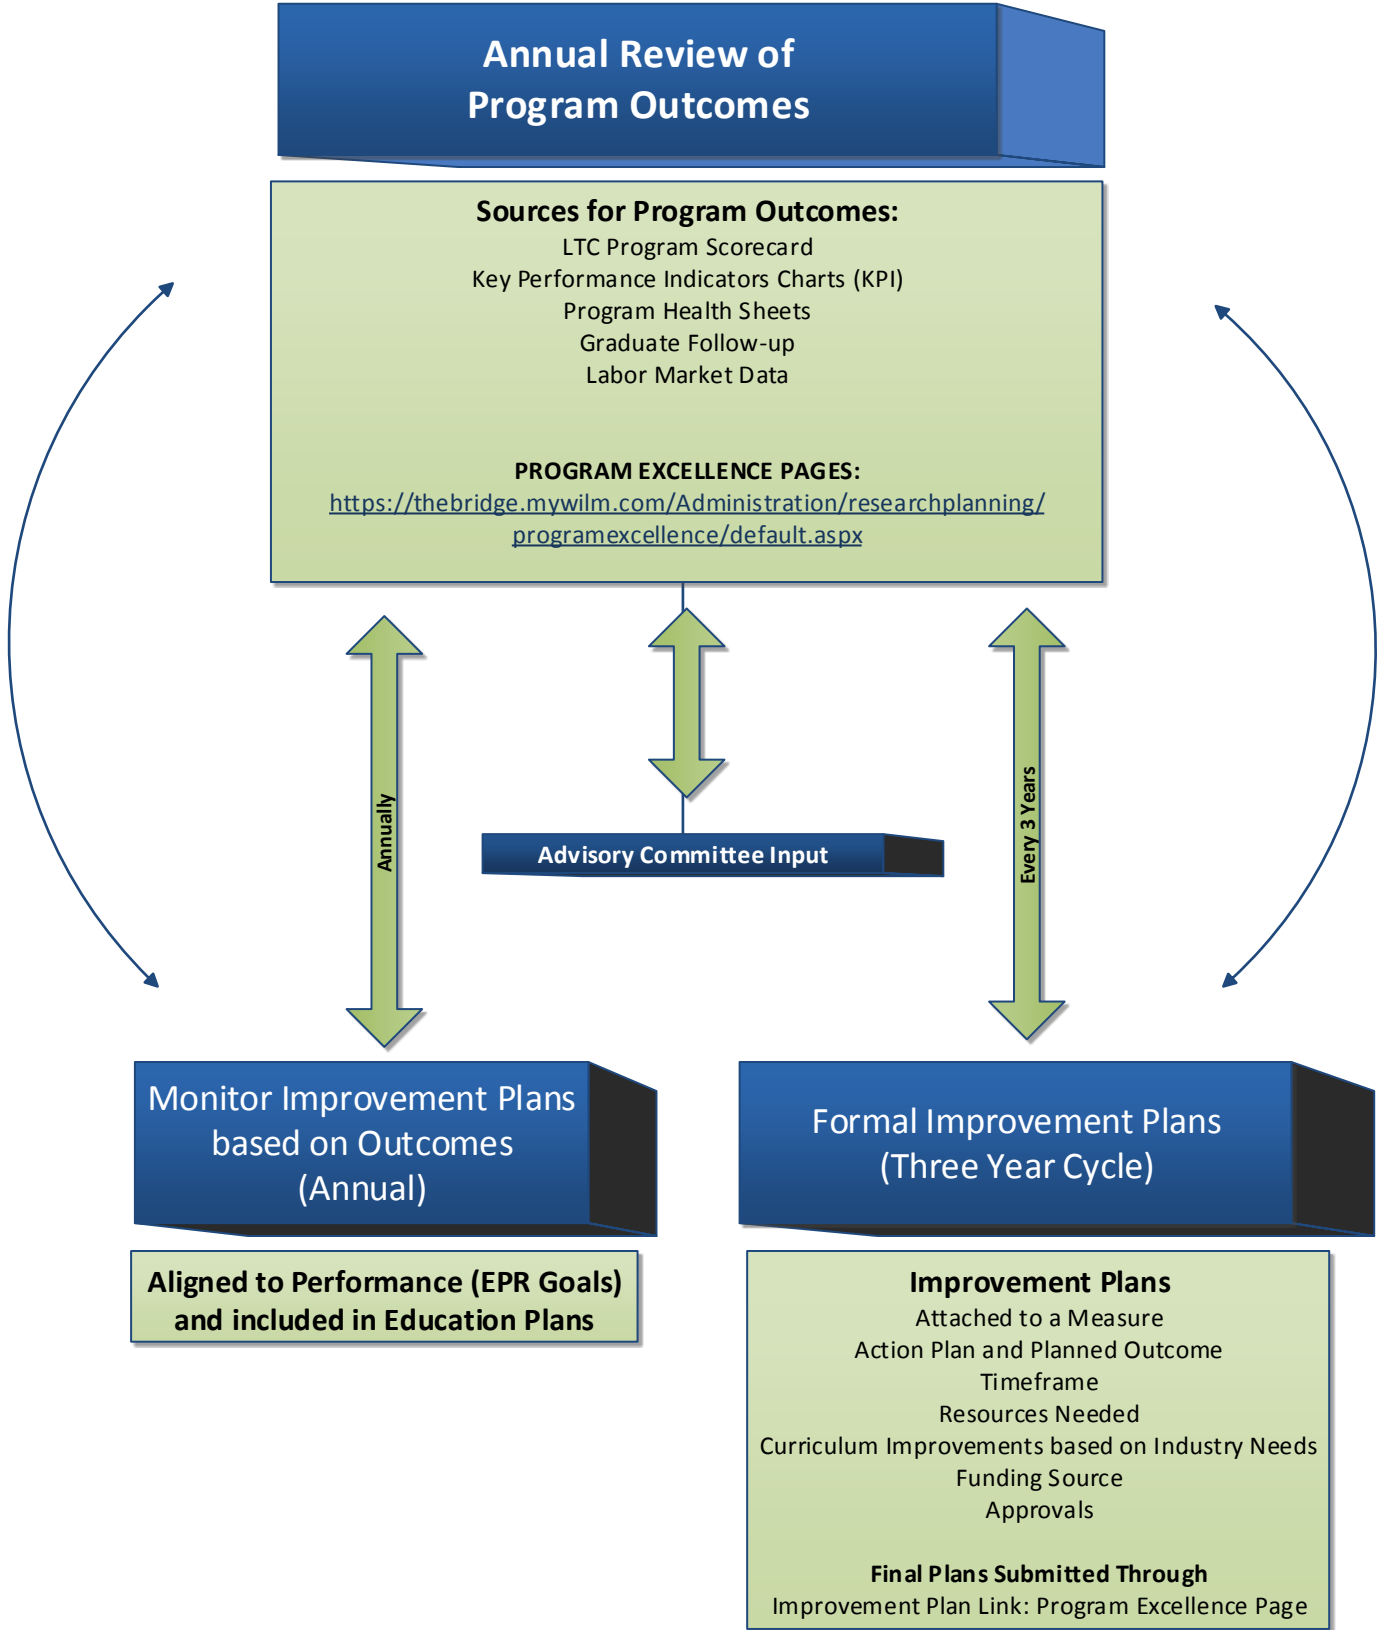 Annual Review of
Program Outcomes
Sources for Program Outcomes:
LTC Program Scorecard
Key Performance Indicators Charts (KPI)
Program Health Sheets
Graduate Follow-up
Labor Market Data
PROGRAM EXCELLENCE PAGES:
https://thebridge.mywilm.com/Administration/researchplanning/
programexcellence/default.aspx
Annually
Every 3 Years
Advisory Committee Input
Monitor Improvement Plans
based on Outcomes
(Annual)
Aligned to Performance (EPR Goals)
and included in Education Plans
Formal Improvement Plans
(Three Year Cycle)
Improvement Plans
Attached to a Measure
Action Plan and Planned Outcome
Timeframe
Resources Needed
Curriculum Improvements based on Industry Needs
Funding Source
Approvals
Final Plans Submitted Through
Improvement Plan Link: Program Excellence Page